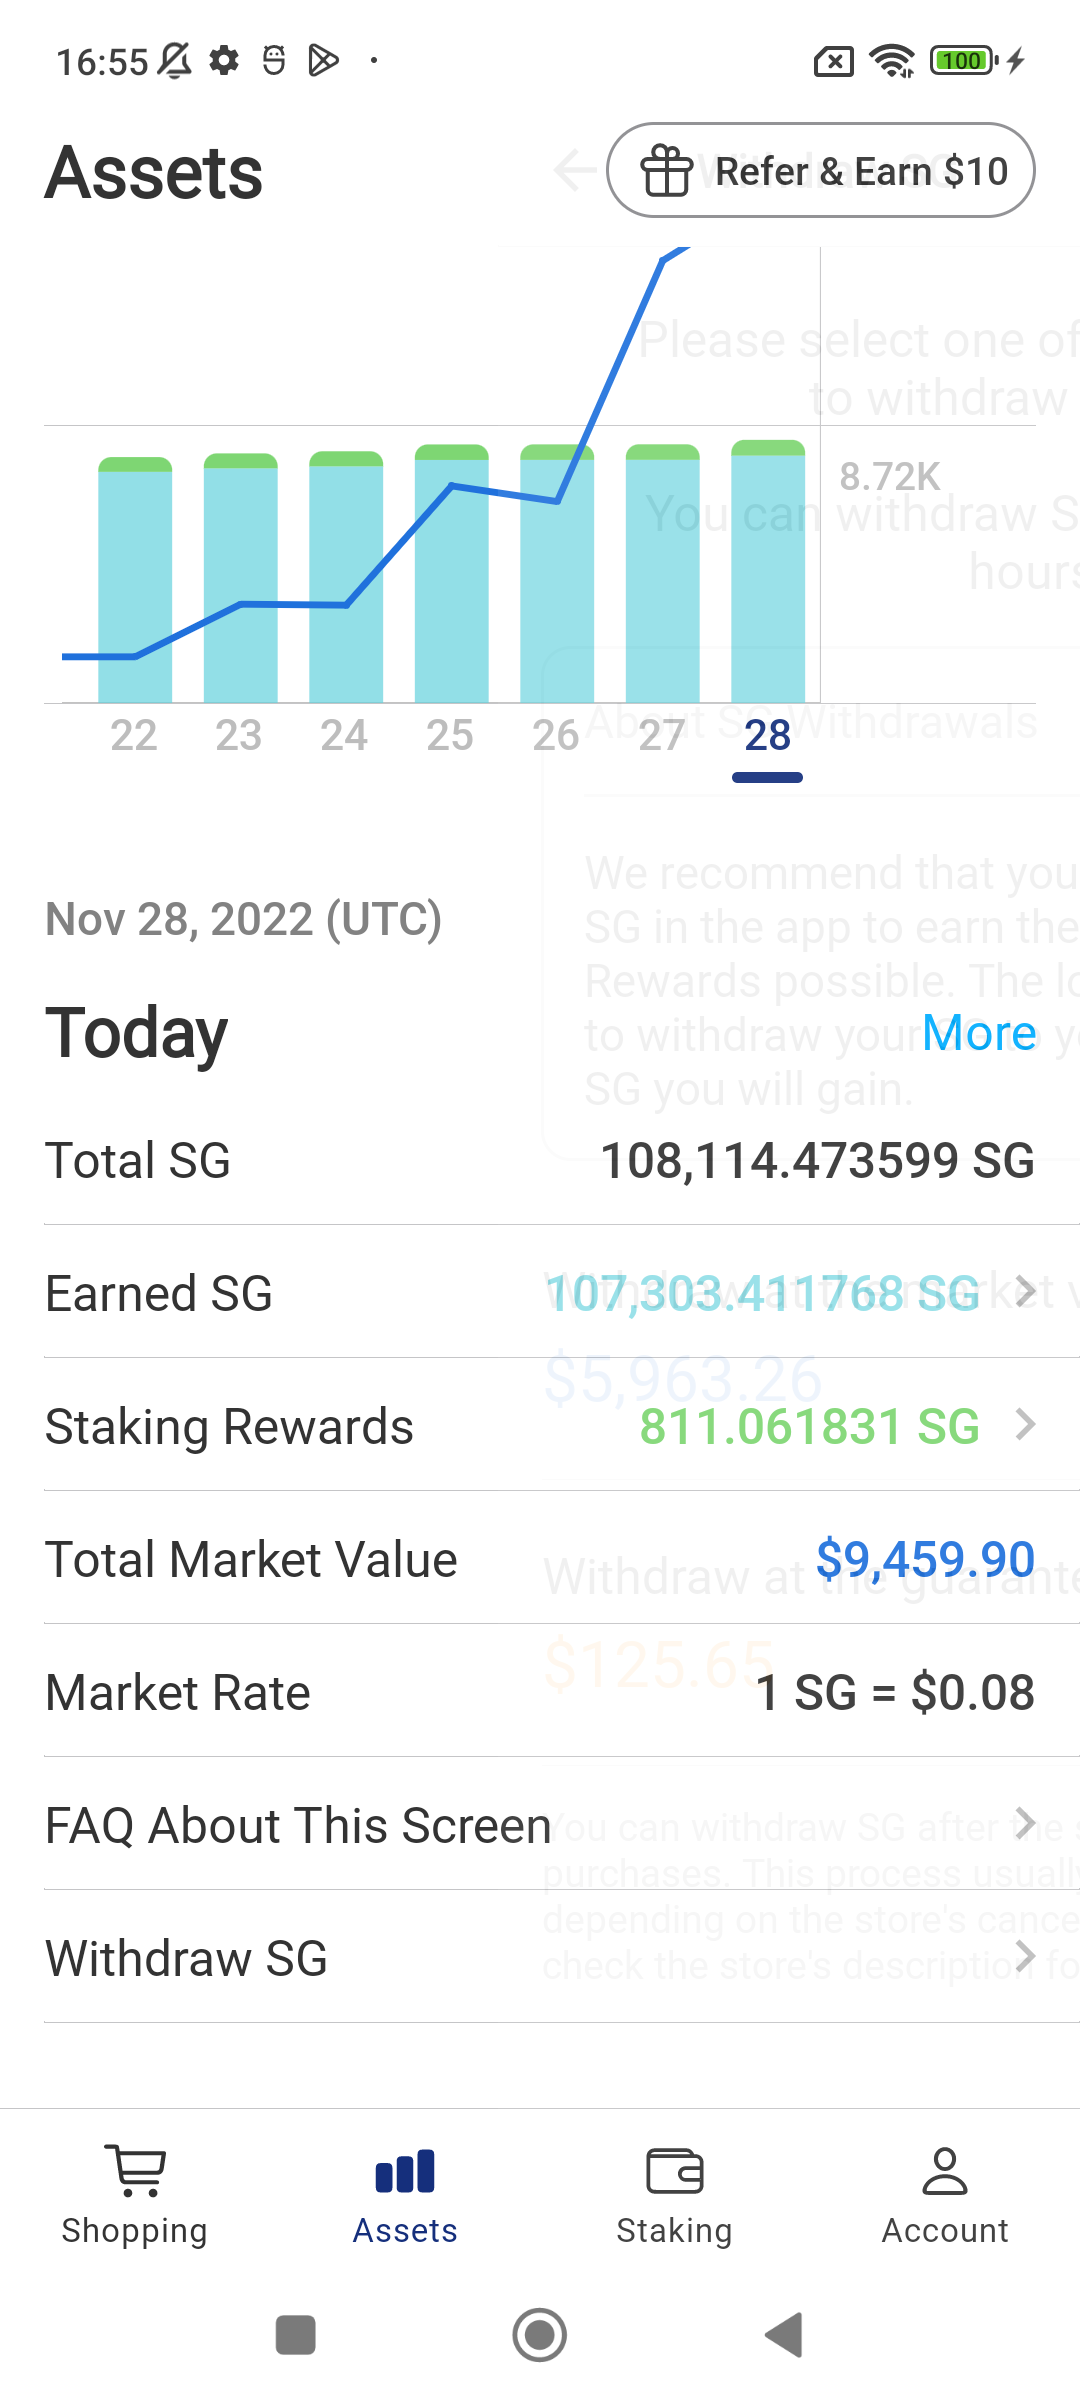 16:55
100
Assets
Refer & Earn $10
Please select one of
to withdraw
8.72K
You can withdraw S
hours
22 23 24 25 26 27 28
About SG Withdrawals
Nov 28, 2022 (UTC)
We recommend that you
SG in the app to earn the
Rewards possible. The lo
to withdraw your
SG you will gain.
Today
More
Total SG
108,114.473599 SG
Earned SG
107,303.411768 SG
Withdraw at the market v
$5,963.26
Staking Rewards
811.061831 SG
Total Market Value
$9,459.90
Withdraw at the guarante
$125.65
Market Rate
1 SG = $0.08
FAQ About This Screen
You can withdraw SG after the s
purchases. This process usually
depending on the store's cance
check the store's description fo
Withdraw SG
Shopping
Assets
Staking
Account